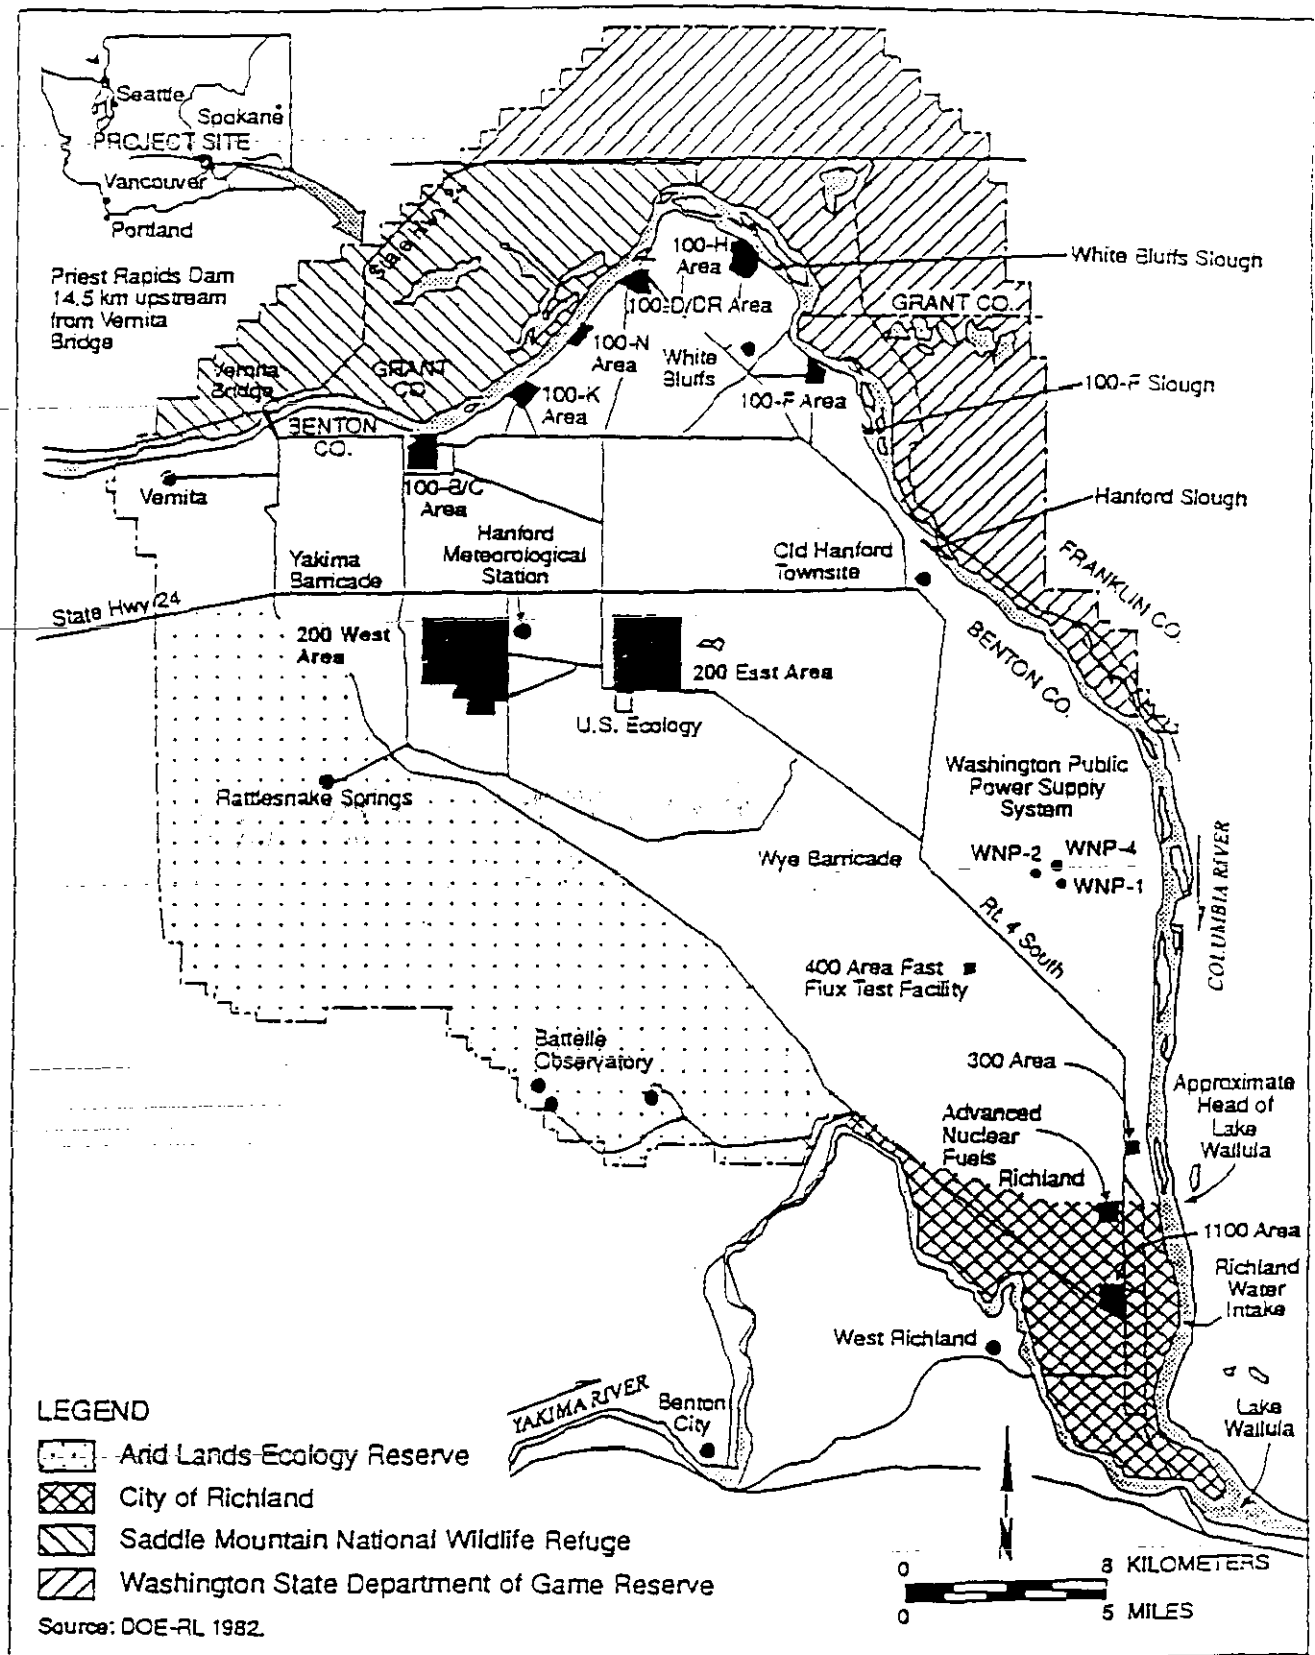 Seattle
Spokane
PROJECT SITE
Vancouver
Portland
Priest Rapids Dam
14.5 km upstream
from Vernita
Bridge
State Hwy
Bridge
GRANT
CO.
BENTON
CO.
Vernita
100-B/C
Area
100-K
Area
100-N
Area
100-D/DR Area
100-H
Area
White
Bluffs
100-F Area
White Bluffs Slough
GRANT CO.
100-F Slough
Hanford Slough
FRANKLIN CO.
BENTON CO.
Yakima
Barricade
Hanford
Meteorological
Station
Old Hanford
Townsite
State Hwy 24
200 West
Area
200 East Area
U.S. Ecology
Rattlesnake Springs
Washington Public
Power Supply
System
WNP-2
WNP-4
WNP-1
Wye Barricade
Rt. 4 South
COLUMBIA RIVER
400 Area Fast
Flux Test Facility
Battelle
Observatory
300 Area
Approximate
Head of
Lake
Wallula
Advanced
Nuclear
Fuels
Richland
1100 Area
Richland
Water
Intake
West Richland
YAKIMA RIVER
Benton
City
Lake
Wallula
LEGEND
Arid Lands Ecology Reserve
City of Richland
Saddle Mountain National Wildlife Refuge
Washington State Department of Game Reserve
Source: DOE-RL 1982.
N
0 8 KILOMETERS
0 5 MILES